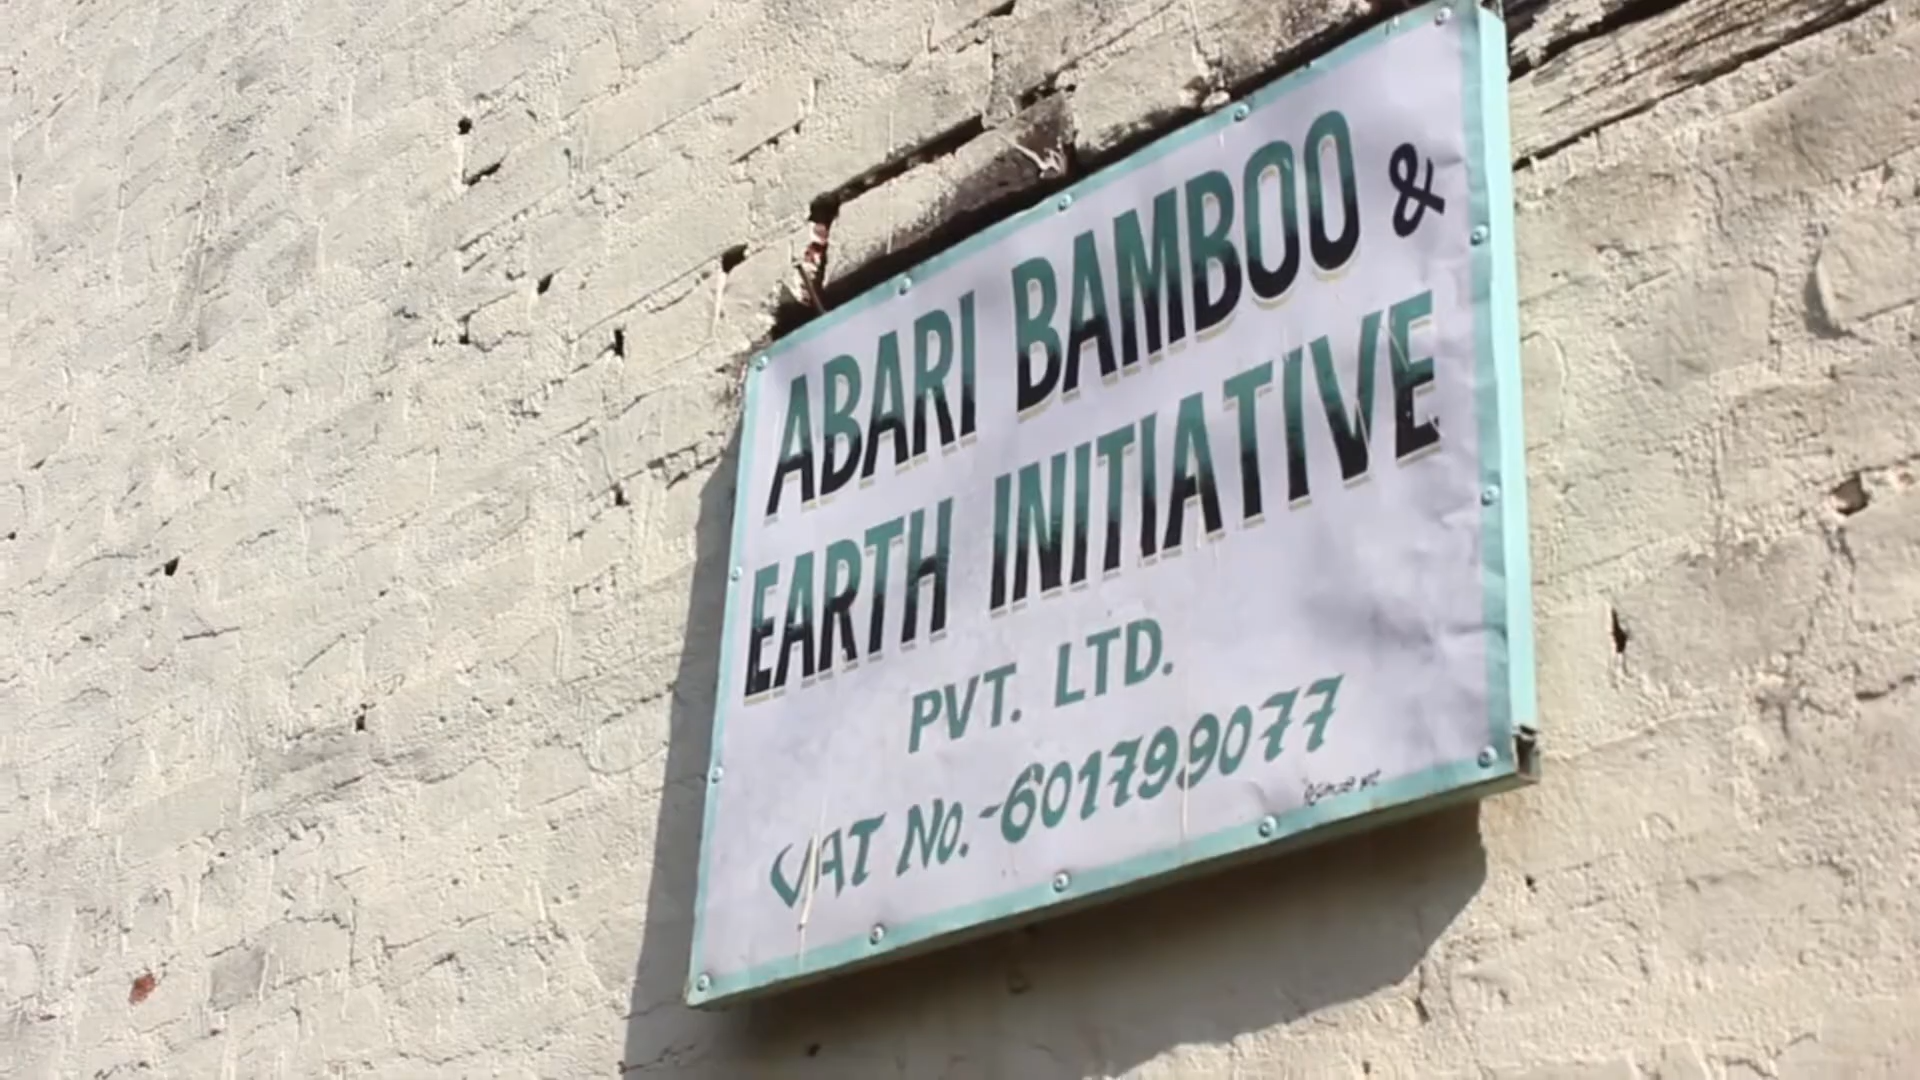 ABARI BAMBOO &
EARTH INITIATIVE
PVT. LTD.
VAT No.-601799077